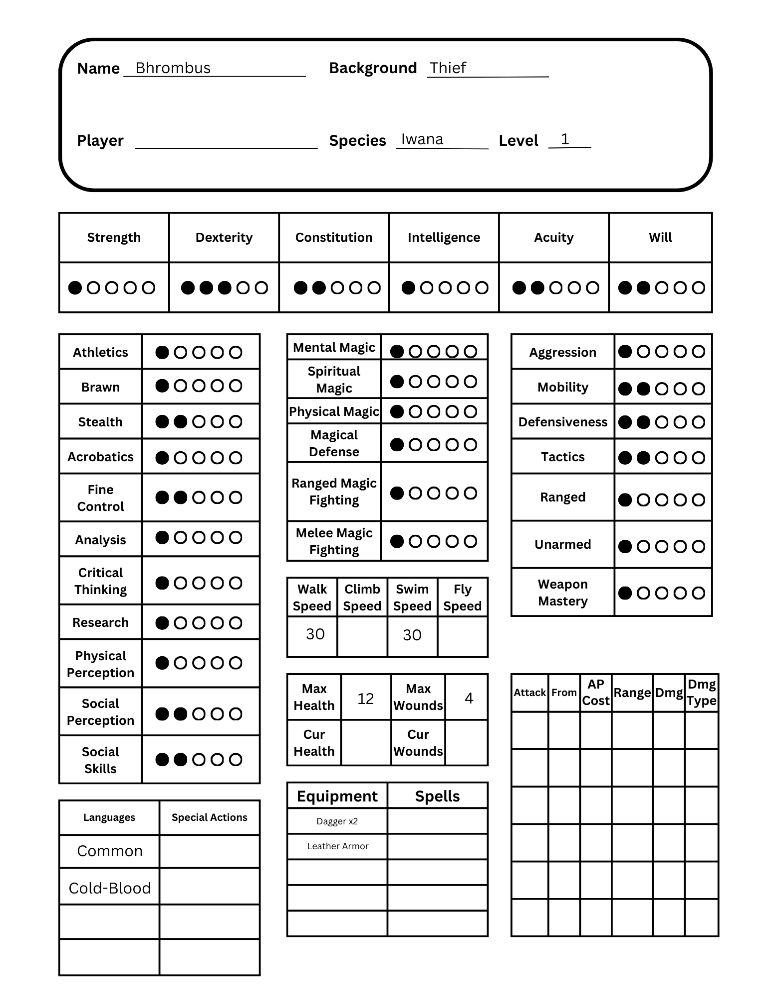 Name Bhrombus Background Thief
Player Species Iwana Level 1
Strength Dexterity Constitution Intelligence Acuity Will
Athletics
Brawn
Stealth
Acrobatics
Fine
Control
Analysis
Critical
Thinking
Research
Physical
Perception
Social
Perception
Social
Skills
Languages Special Actions
Common
Cold-Blood
Mental Magic
Spiritual
Magic
Physical Magic
Magical
Defense
Ranged Magic
Fighting
Melee Magic
Fighting
Walk Climb Swim Fly
Speed Speed Speed Speed
30 30
Max Max
Health 12 Wounds 4
Cur Cur
Health Wounds
Equipment Spells
Dagger x2
Leather Armor
Aggression
Mobility
Defensiveness
Tactics
Ranged
Unarmed
Weapon
Mastery
Attack From AP Cost Range Dmg Dmg Type